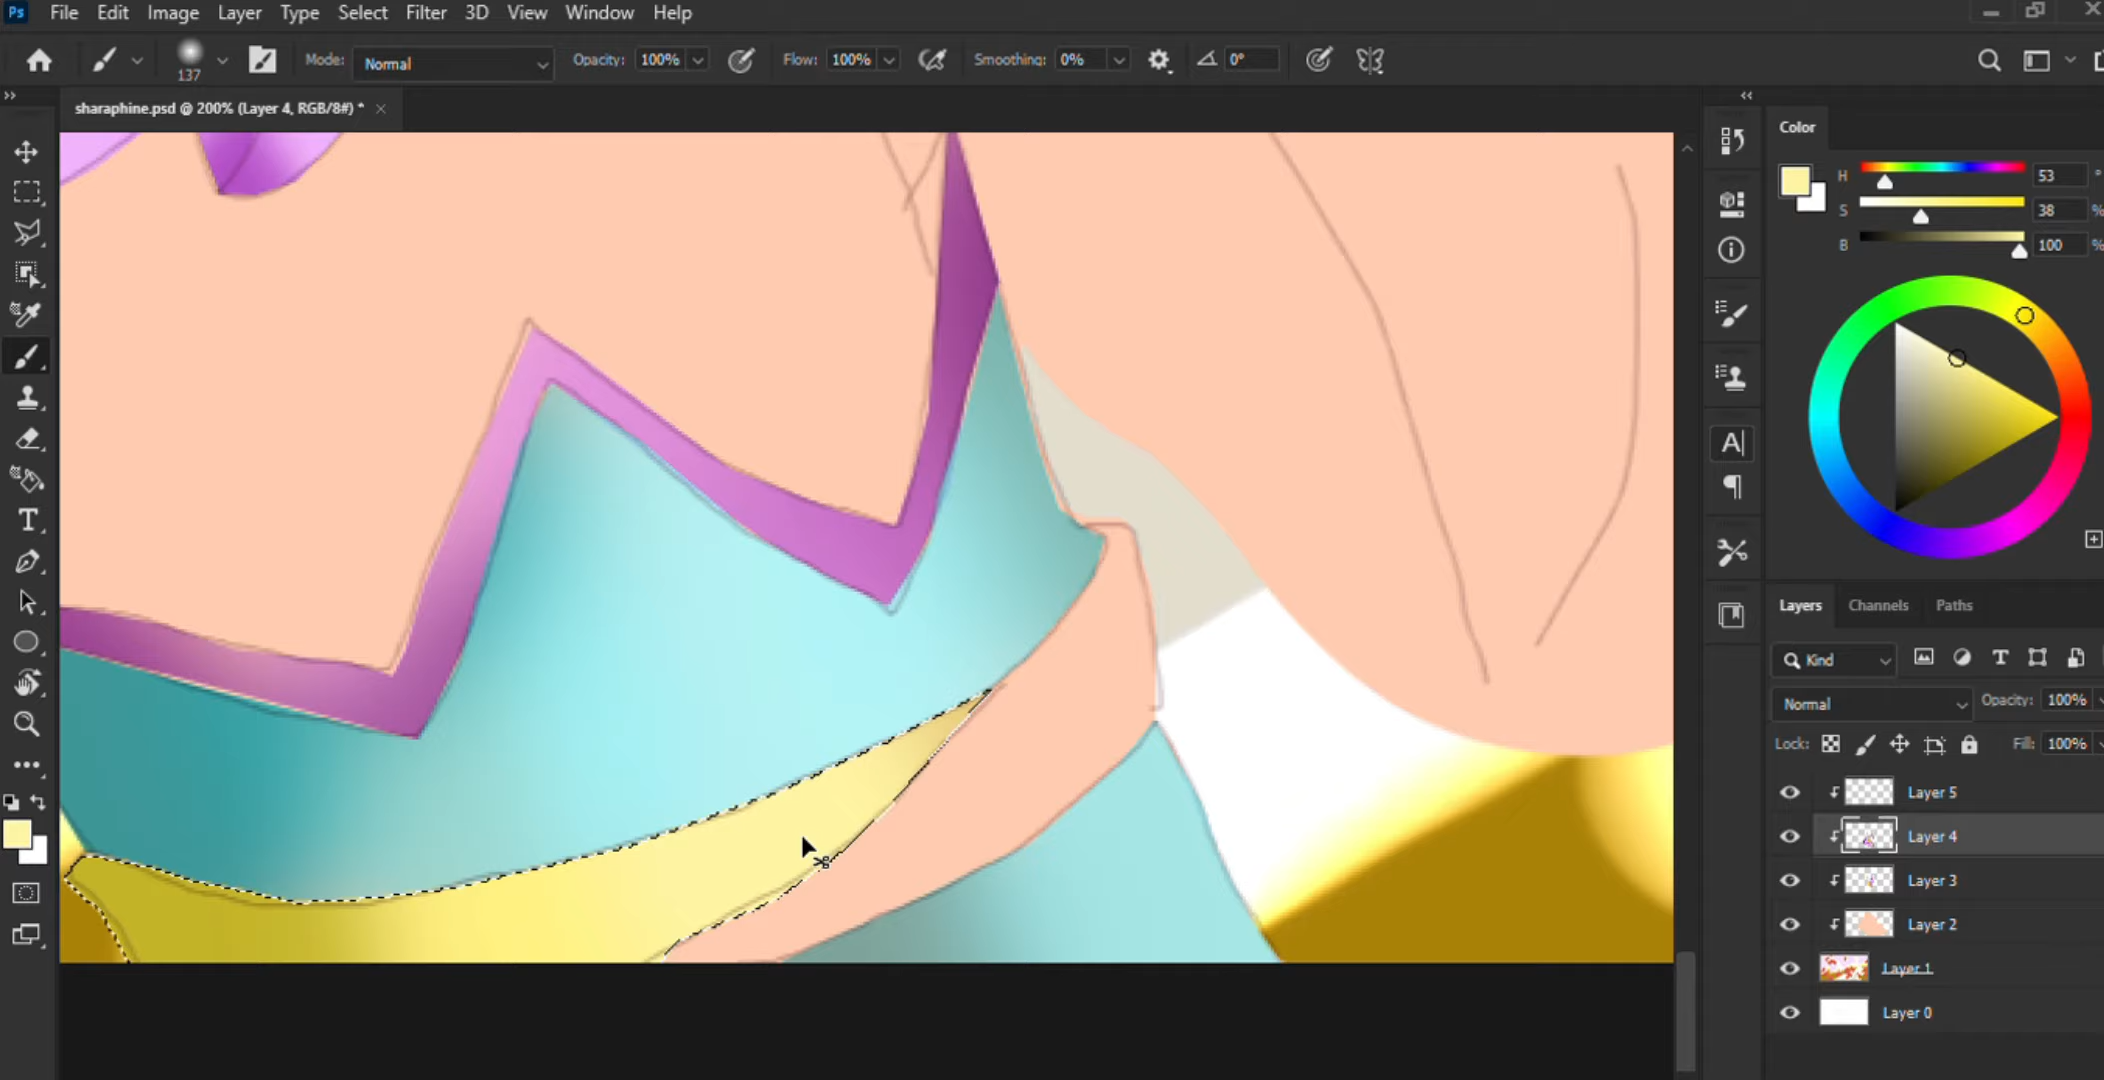 Ps File Edit Image Layer Type Select Filter 3D View Window Help
137 Mode: Normal Opacity: 100% Flow: 100% Smoothing: 0% 0°
sharaphine.psd @ 200% (Layer 4, RGB/8#) * ×
Color
H 53 °
S 38 %
B 100 %
Layers Channels Paths
Kind
Normal Opacity: 100%
Lock: Fill: 100%
Layer 5
Layer 4
Layer 3
Layer 2
Layer 1
Layer 0